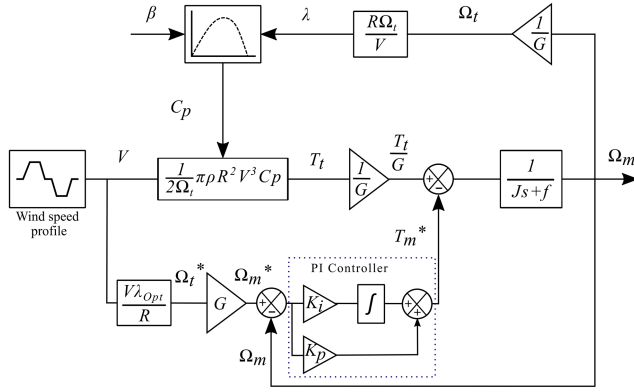 β
λ
RΩt
V
Ωt
1
G
Cp
V
1
2Ωt
πρR²V³Cp
Tt
1
G
Tt
G
+
-
1
Js+f
Ωm
Wind speed
profile
Tm*
PI Controller
VλOpt
R
Ωt*
G
Ωm*
+
-
Ki
∫
+
+
Kp
Ωm